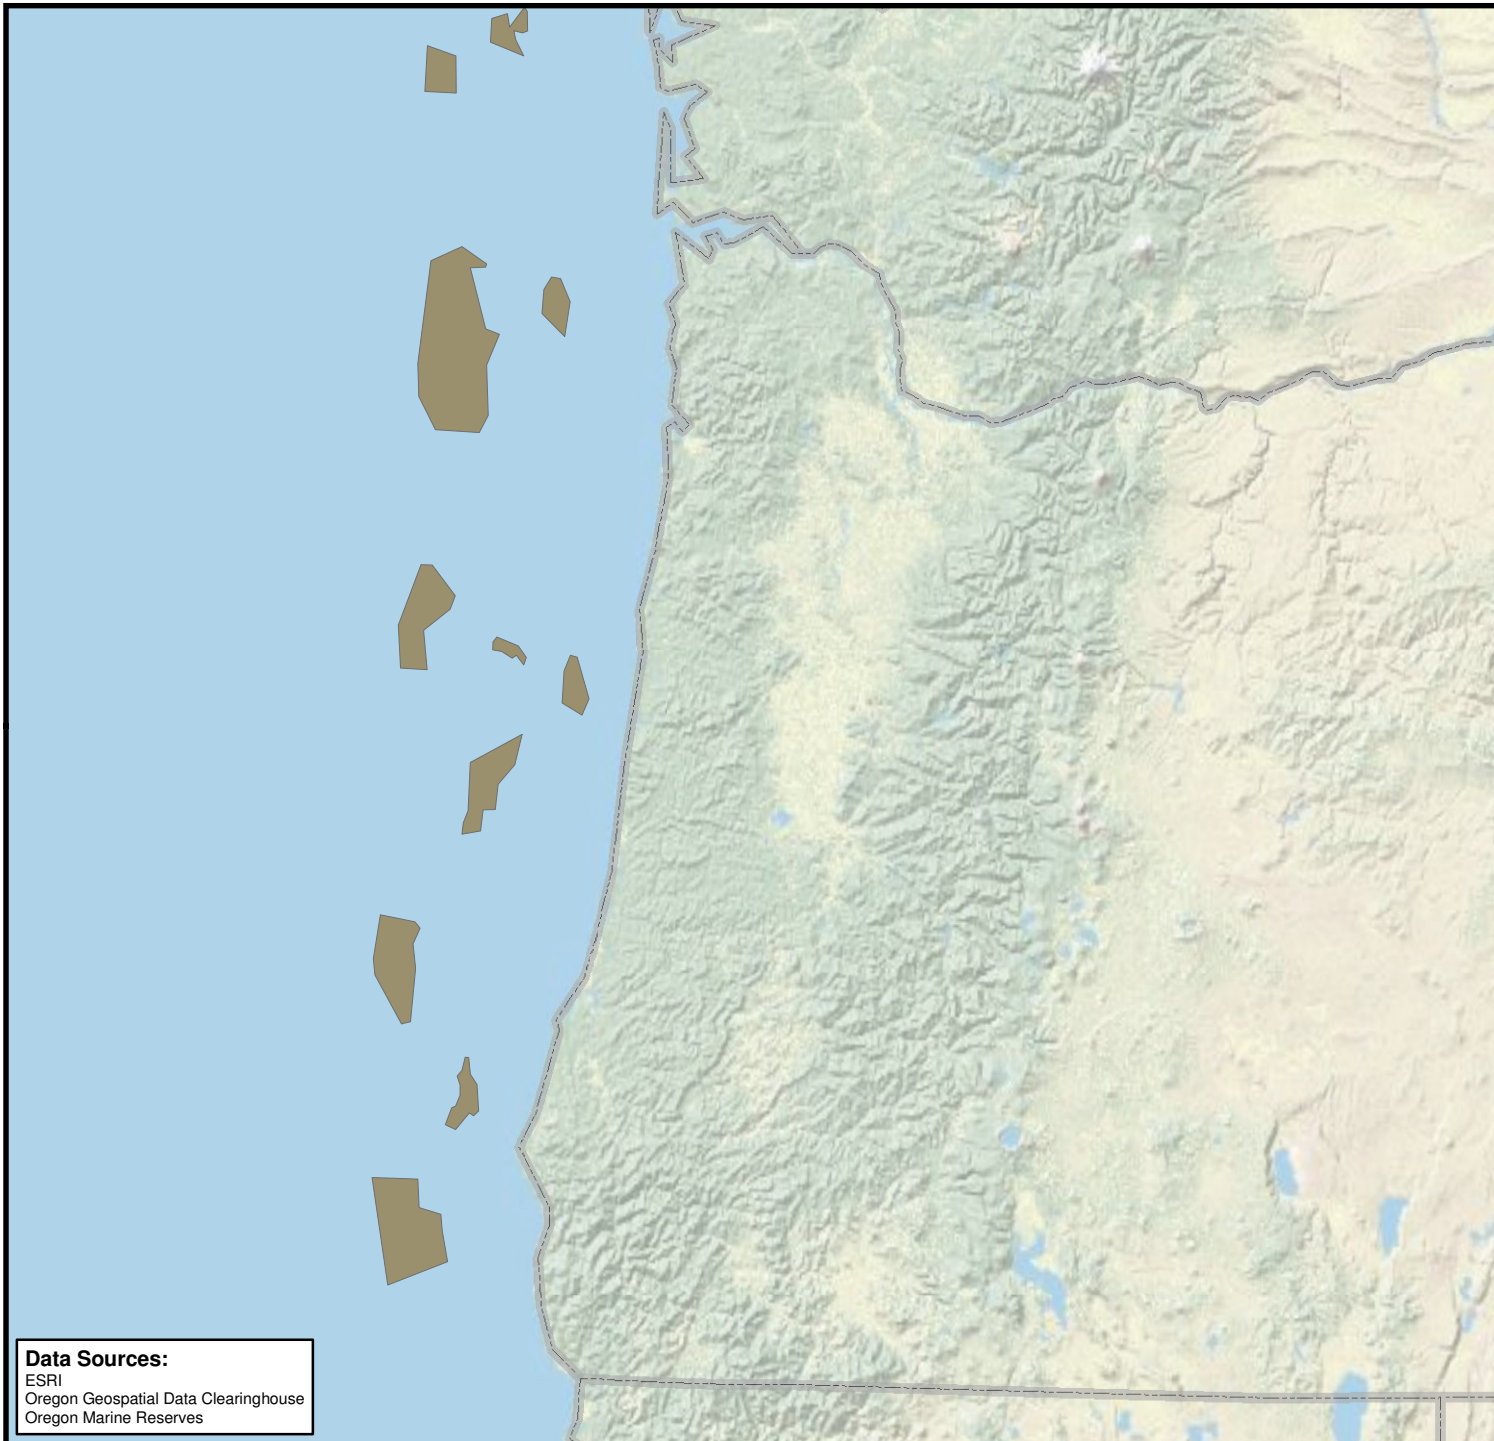 Data Sources:
ESRI
Oregon Geospatial Data Clearinghouse
Oregon Marine Reserves